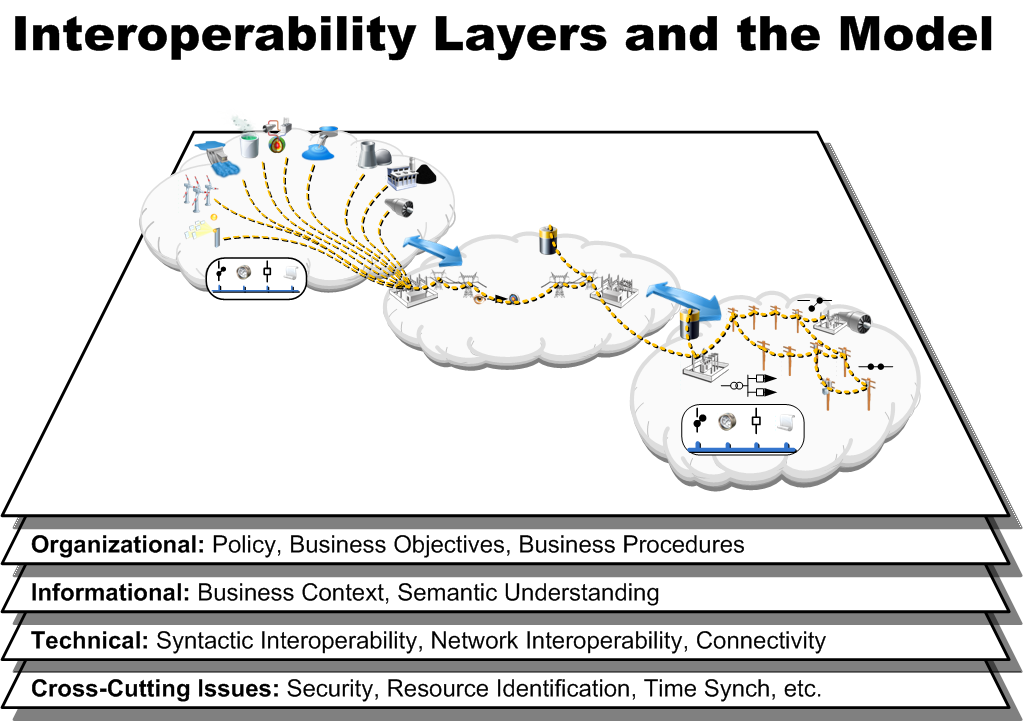 Interoperability Layers and the Model
Organizational: Policy, Business Objectives, Business Procedures
Informational: Business Context, Semantic Understanding
Technical: Syntactic Interoperability, Network Interoperability, Connectivity
Cross-Cutting Issues: Security, Resource Identification, Time Synch, etc.